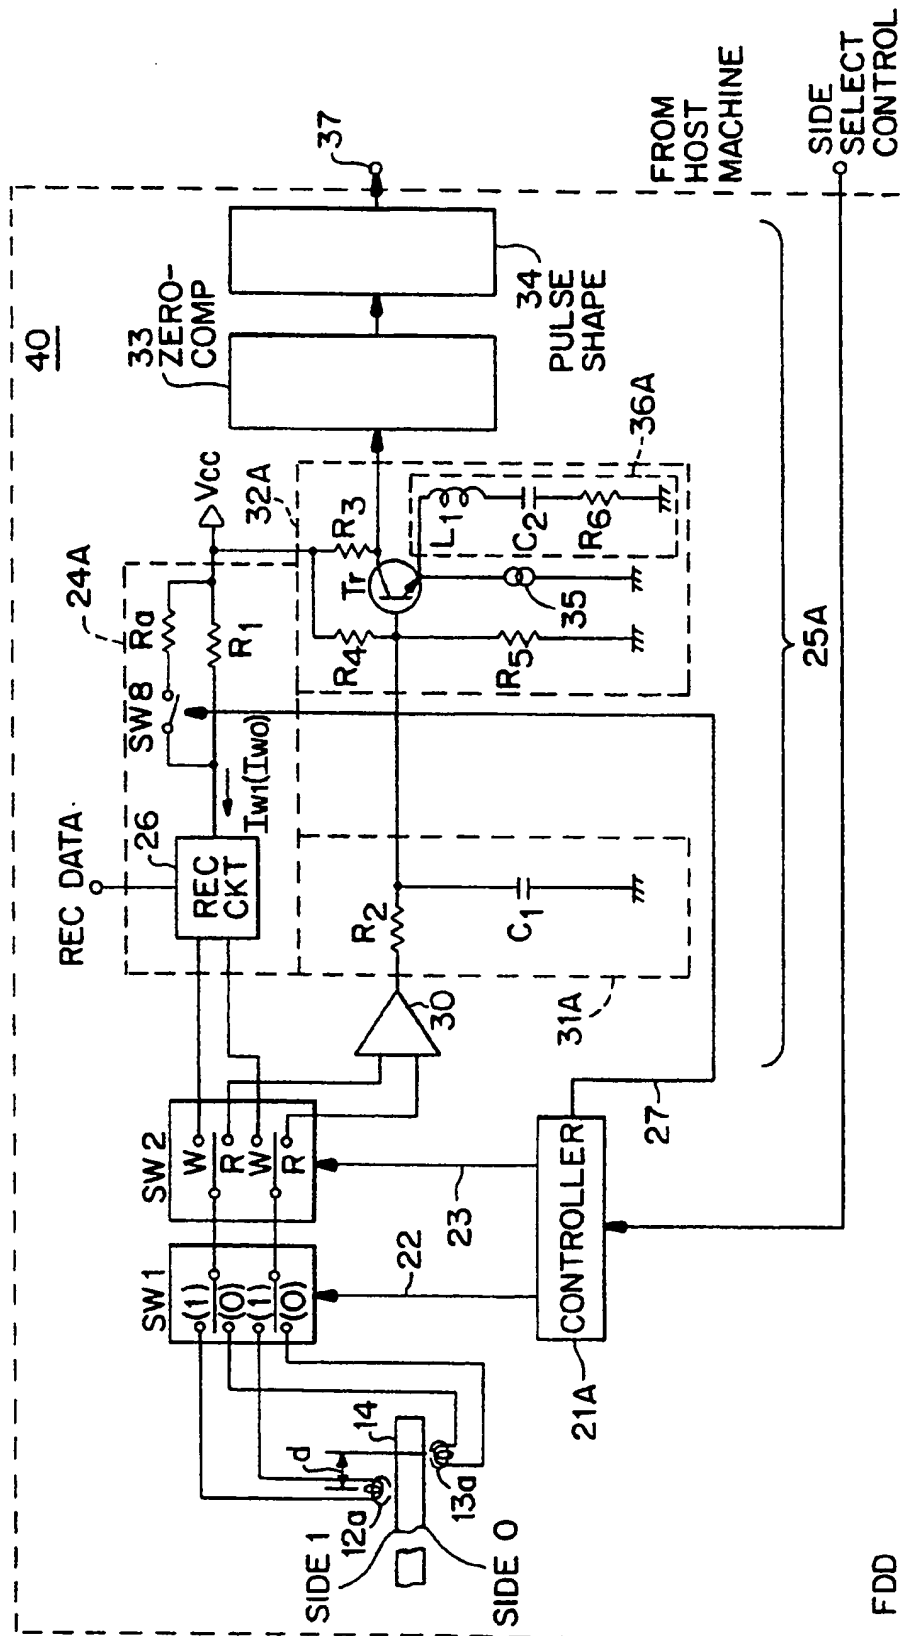 40
REC DATA
26
REC
CKT
24A
SW8
Ra
R1
IW1(IW0)
Vcc
32A
33
ZERO-
COMP
37
34
PULSE
SHAPE
SW1
(1)
(0)
(1)
(0)
SW2
W
R
W
R
R2
C1
30
31A
R4
R3
Tr
R5
35
L1
C2
R6
36A
SIDE 1
SIDE 0
12a
13a
d
14
22
23
27
CONTROLLER
21A
25A
FROM
HOST
MACHINE
SIDE
SELECT
CONTROL
FDD